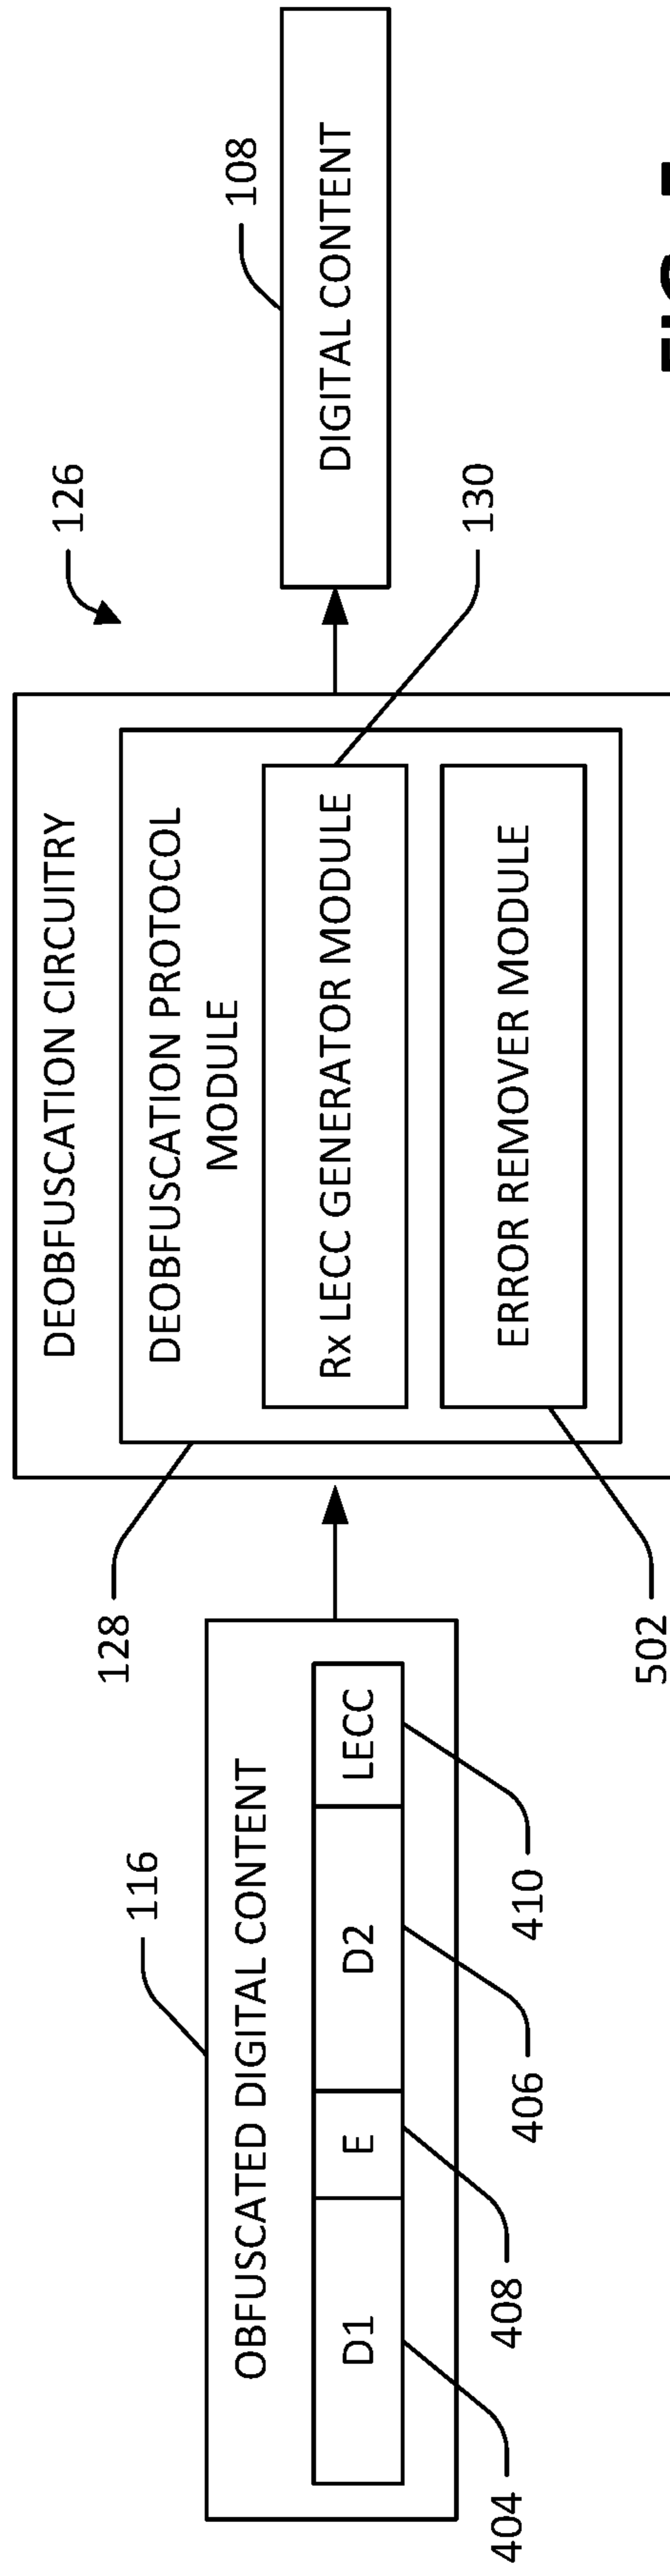 126
116
OBFUSCATED DIGITAL CONTENT
D1
E
D2
LECC
404
408
406
410
128
DEOBFUSCATION CIRCUITRY
DEOBFUSCATION PROTOCOL
MODULE
Rx LECC GENERATOR MODULE
ERROR REMOVER MODULE
502
130
108
DIGITAL CONTENT